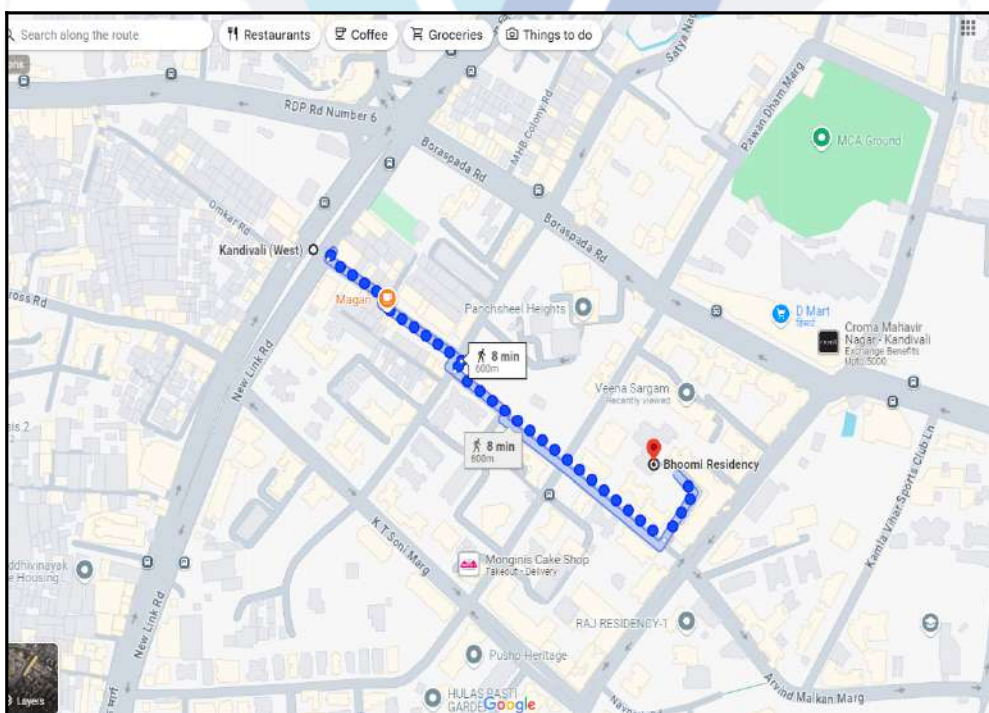 Search along the route
Restaurants
Coffee
Groceries
Things to do
RDP Rd Number 6
MHB Colony Rd
Pawan Dham Marg
MCA Ground
Boraspada Rd
Omkar Rd
Boraspada Rd
Kandivali (West)
Magan
Panchsheel Heights
D Mart
Croma Mahavir
Nagar - Kandivali
Exchange Benefits
Upto 5000
New Link Rd
8 min
600m
Veena Sargam
Recently viewed
8 min
600m
Bhoomi Residency
Kamla Vihar Sports Club Ln
K T Soni Marg
Monginis Cake Shop
Takeout - Delivery
New Link Rd
RAJ RESIDENCY-1
Pushp Heritage
Arvind Malkan Marg
Layers
HULAS BASTI
Google